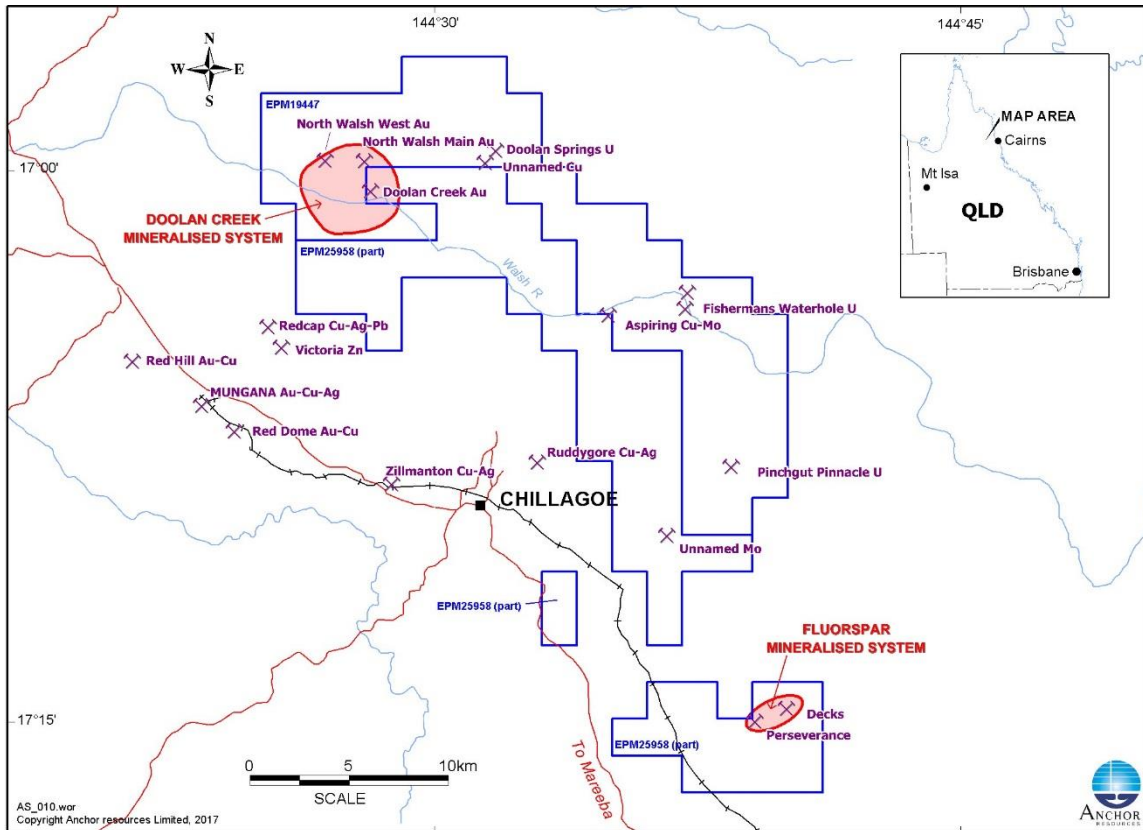 144°30'
144°45'
N
W E
S
EPM19447
North Walsh West Au
North Walsh Main Au
Doolan Springs U
Unnamed Cu
17°00'
Doolan Creek Au
DOOLAN CREEK
MINERALISED SYSTEM
EPM25958 (part)
Walsh R
MAP AREA
Cairns
Mt Isa
QLD
Brisbane
Fishermans Waterhole U
Aspiring Cu-Mo
Redcap Cu-Ag-Pb
Victoria Zn
Red Hill Au-Cu
MUNGANA Au-Cu-Ag
Red Dome Au-Cu
Ruddygore Cu-Ag
Zillmanton Cu-Ag
Pinchgut Pinnacle U
CHILLAGOE
Unnamed Mo
EPM25958 (part)
FLUORSPAR
MINERALISED SYSTEM
17°15'
Decks
Perseverance
EPM25958 (part)
To Mareeba
0 5 10km
SCALE
AS_010.wor
Copyright Anchor resources Limited, 2017
ANCHOR
RESOURCES